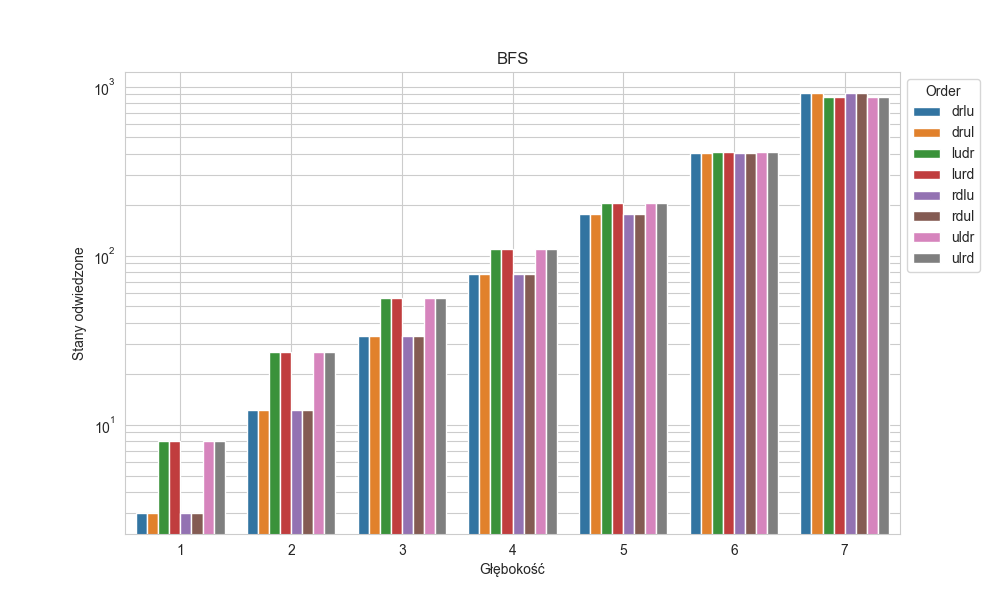 BFS
Stany odwiedzone
10³
10²
10¹
1 2 3 4 5 6 7
Głębokość
Order
drlu
drul
ludr
lurd
rdlu
rdul
uldr
ulrd